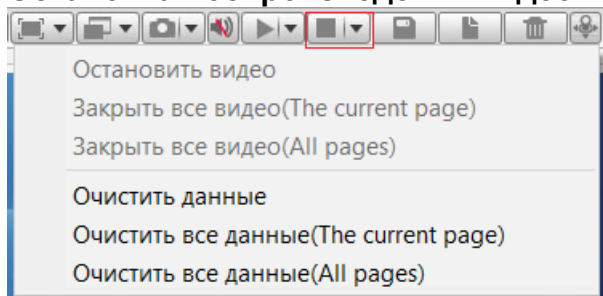 Остановить видео
Закрыть все видео(The current page)
Закрыть все видео(All pages)
Очистить данные
Очистить все данные(The current page)
Очистить все данные(All pages)